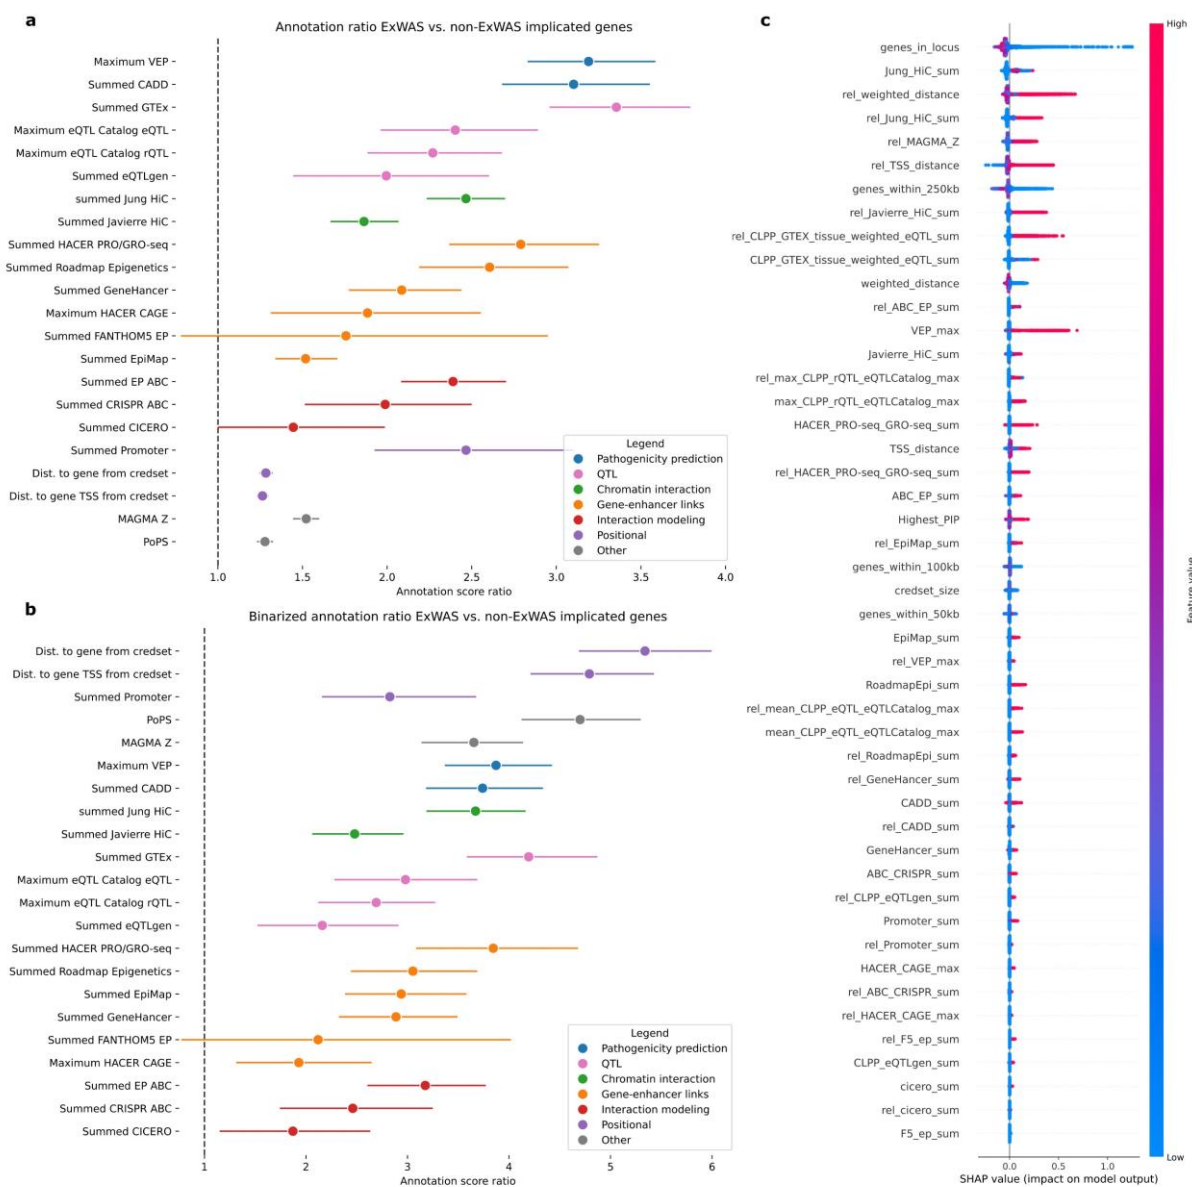 a
Annotation ratio ExWAS vs. non-ExWAS implicated genes
Maximum VEP
Summed CADD
Summed GTEx
Maximum eQTL Catalog eQTL
Maximum eQTL Catalog rQTL
Summed eQTLgen
summed Jung HiC
Summed Javierre HiC
Summed HACER PRO/GRO-seq
Summed Roadmap Epigenetics
Summed GeneHancer
Maximum HACER CAGE
Summed FANTHOM5 EP
Summed EpiMap
Summed EP ABC
Summed CRISPR ABC
Summed CICERO
Summed Promoter
Dist. to gene from credset
Dist. to gene TSS from credset
MAGMA Z
PoPS
Legend
Pathogenicity prediction
QTL
Chromatin interaction
Gene-enhancer links
Interaction modeling
Positional
Other
1.0 1.5 2.0 2.5 3.0 3.5 4.0
Annotation score ratio
b
Binarized annotation ratio ExWAS vs. non-ExWAS implicated genes
Dist. to gene from credset
Dist. to gene TSS from credset
Summed Promoter
PoPS
MAGMA Z
Maximum VEP
Summed CADD
summed Jung HiC
Summed Javierre HiC
Summed GTEx
Maximum eQTL Catalog eQTL
Maximum eQTL Catalog rQTL
Summed eQTLgen
Summed HACER PRO/GRO-seq
Summed Roadmap Epigenetics
Summed EpiMap
Summed GeneHancer
Summed FANTHOM5 EP
Maximum HACER CAGE
Summed EP ABC
Summed CRISPR ABC
Summed CICERO
Legend
Pathogenicity prediction
QTL
Chromatin interaction
Gene-enhancer links
Interaction modeling
Positional
Other
1 2 3 4 5 6
Annotation score ratio
c
genes_in_locus
Jung_HiC_sum
rel_weighted_distance
rel_Jung_HiC_sum
rel_MAGMA_Z
rel_TSS_distance
genes_within_250kb
rel_Javierre_HiC_sum
rel_CLPP_GTEX_tissue_weighted_eQTL_sum
CLPP_GTEX_tissue_weighted_eQTL_sum
weighted_distance
rel_ABC_EP_sum
VEP_max
Javierre_HiC_sum
rel_max_CLPP_rQTL_eQTLCatalog_max
max_CLPP_rQTL_eQTLCatalog_max
HACER_PRO-seq_GRO-seq_sum
TSS_distance
rel_HACER_PRO-seq_GRO-seq_sum
ABC_EP_sum
Highest_PIP
rel_EpiMap_sum
genes_within_100kb
credset_size
genes_within_50kb
EpiMap_sum
rel_VEP_max
RoadmapEpi_sum
rel_mean_CLPP_eQTL_eQTLCatalog_max
mean_CLPP_eQTL_eQTLCatalog_max
rel_RoadmapEpi_sum
rel_GeneHancer_sum
CADD_sum
rel_CADD_sum
GeneHancer_sum
ABC_CRISPR_sum
rel_CLPP_eQTLgen_sum
Promoter_sum
rel_Promoter_sum
HACER_CAGE_max
rel_ABC_CRISPR_sum
rel_HACER_CAGE_max
rel_F5_ep_sum
CLPP_eQTLgen_sum
cicero_sum
rel_cicero_sum
F5_ep_sum
0.0 0.5 1.0
SHAP value (impact on model output)
High
Feature value
Low